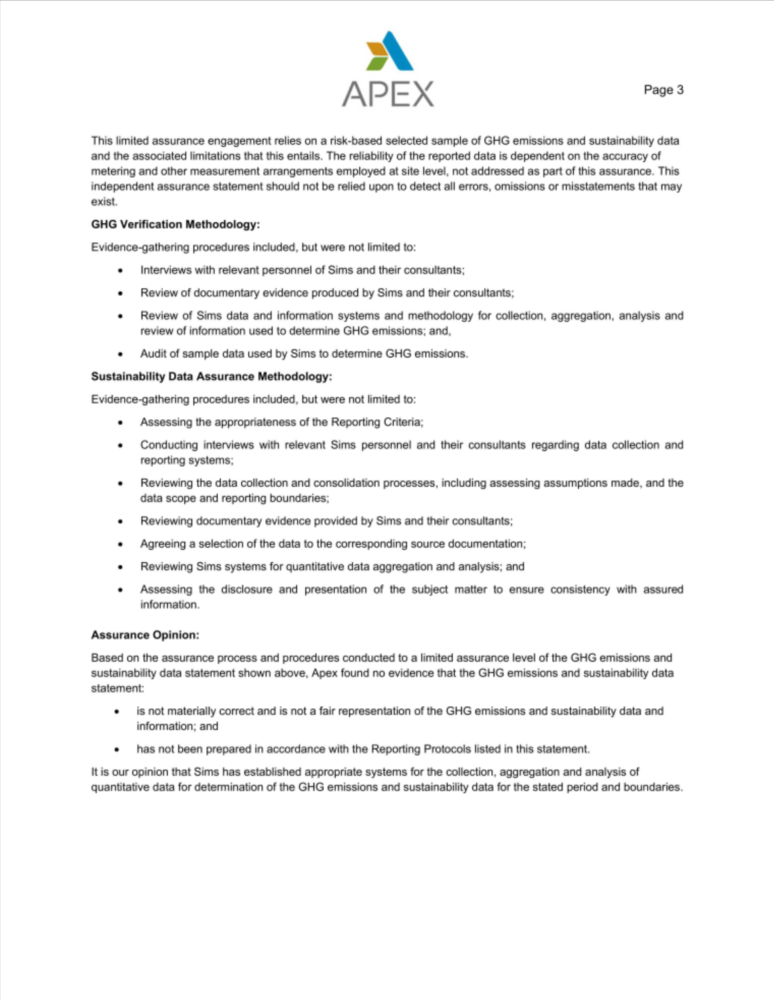 APEX
Page 3
This limited assurance engagement relies on a risk-based selected sample of GHG emissions and sustainability data
and the associated limitations that this entails. The reliability of the reported data is dependent on the accuracy of
metering and other measurement arrangements employed at site level, not addressed as part of this assurance. This
independent assurance statement should not be relied upon to detect all errors, omissions or misstatements that may
exist.
GHG Verification Methodology:
Evidence-gathering procedures included, but were not limited to:
• Interviews with relevant personnel of Sims and their consultants;
• Review of documentary evidence produced by Sims and their consultants;
• Review of Sims data and information systems and methodology for collection, aggregation, analysis and
review of information used to determine GHG emissions; and,
• Audit of sample data used by Sims to determine GHG emissions.
Sustainability Data Assurance Methodology:
Evidence-gathering procedures included, but were not limited to:
• Assessing the appropriateness of the Reporting Criteria;
• Conducting interviews with relevant Sims personnel and their consultants regarding data collection and
reporting systems;
• Reviewing the data collection and consolidation processes, including assessing assumptions made, and the
data scope and reporting boundaries;
• Reviewing documentary evidence provided by Sims and their consultants;
• Agreeing a selection of the data to the corresponding source documentation;
• Reviewing Sims systems for quantitative data aggregation and analysis; and
• Assessing the disclosure and presentation of the subject matter to ensure consistency with assured
information.
Assurance Opinion:
Based on the assurance process and procedures conducted to a limited assurance level of the GHG emissions and
sustainability data statement shown above, Apex found no evidence that the GHG emissions and sustainability data
statement:
• is not materially correct and is not a fair representation of the GHG emissions and sustainability data and
information; and
• has not been prepared in accordance with the Reporting Protocols listed in this statement.
It is our opinion that Sims has established appropriate systems for the collection, aggregation and analysis of
quantitative data for determination of the GHG emissions and sustainability data for the stated period and boundaries.